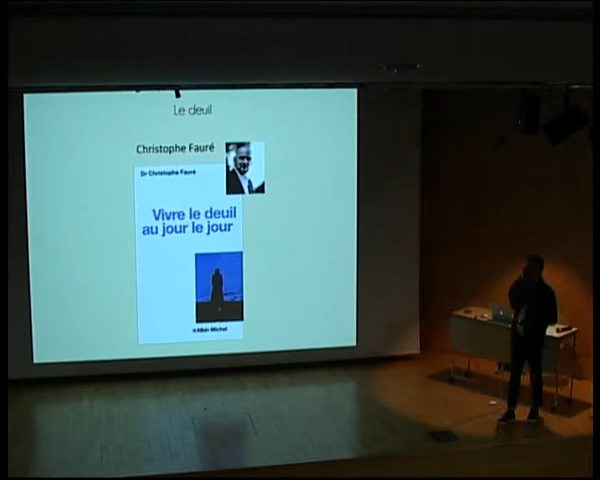 Le deuil
Christophe Fauré
Dr Christophe Fauré
Vivre le deuil
au jour le jour
Albin Michel